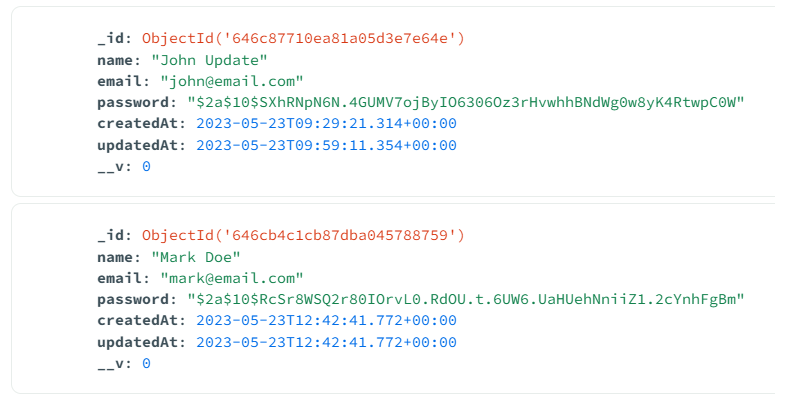 _id: ObjectId('646c87710ea81a05d3e7e64e')
name: "John Update"
email: "john@email.com"
password: "$2a$10$SXhRNpN6N.4GUMV7ojByIO6306Oz3rHvwhhBNdWg0w8yK4RtwpC0W"
createdAt: 2023-05-23T09:29:21.314+00:00
updatedAt: 2023-05-23T09:59:11.354+00:00
__v: 0
_id: ObjectId('646cb4c1cb87dba045788759')
name: "Mark Doe"
email: "mark@email.com"
password: "$2a$10$RcSr8WSQ2r80IOrvL0.RdOU.t.6UW6.UaHUehNniiZ1.2cYnhFgBm"
createdAt: 2023-05-23T12:42:41.772+00:00
updatedAt: 2023-05-23T12:42:41.772+00:00
__v: 0